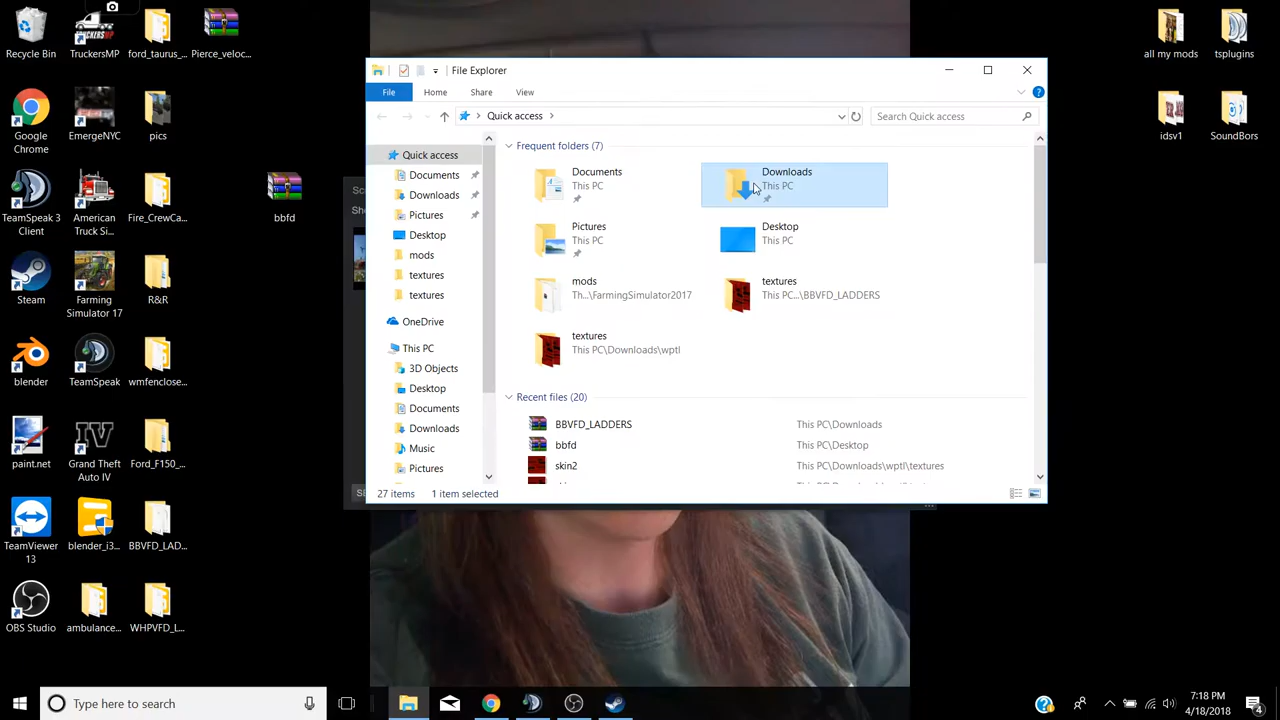 Recycle Bin
TruckersMP
ford_taurus_...
Pierce_veloc...
Google
Chrome
EmergeNYC
pics
TeamSpeak 3
Client
American
Truck Si...
Fire_CrewCa...
bbfd
Steam
Farming
Simulator 17
R&R
blender
TeamSpeak
wmfenclose...
paint.net
Grand Theft
Auto IV
Ford_F150_...
TeamViewer
13
blender_i3...
BBVFD_LAD...
OBS Studio
ambulance...
WHPVFD_L...
all my mods
tsplugins
idsv1
SoundBors
File Explorer
File
Home
Share
View
Quick access
Search Quick access
Quick access
Documents
Downloads
Pictures
Desktop
mods
textures
textures
OneDrive
This PC
3D Objects
Desktop
Documents
Downloads
Music
Pictures
Frequent folders (7)
Documents
This PC
Downloads
This PC
Pictures
This PC
Desktop
This PC
mods
Th...\FarmingSimulator2017
textures
This PC...\BBVFD_LADDERS
textures
This PC\Downloads\wptl
Recent files (20)
BBVFD_LADDERS
This PC\Downloads
bbfd
This PC\Desktop
skin2
This PC\Downloads\wptl\textures
27 items
1 item selected
Type here to search
7:18 PM
4/18/2018
4